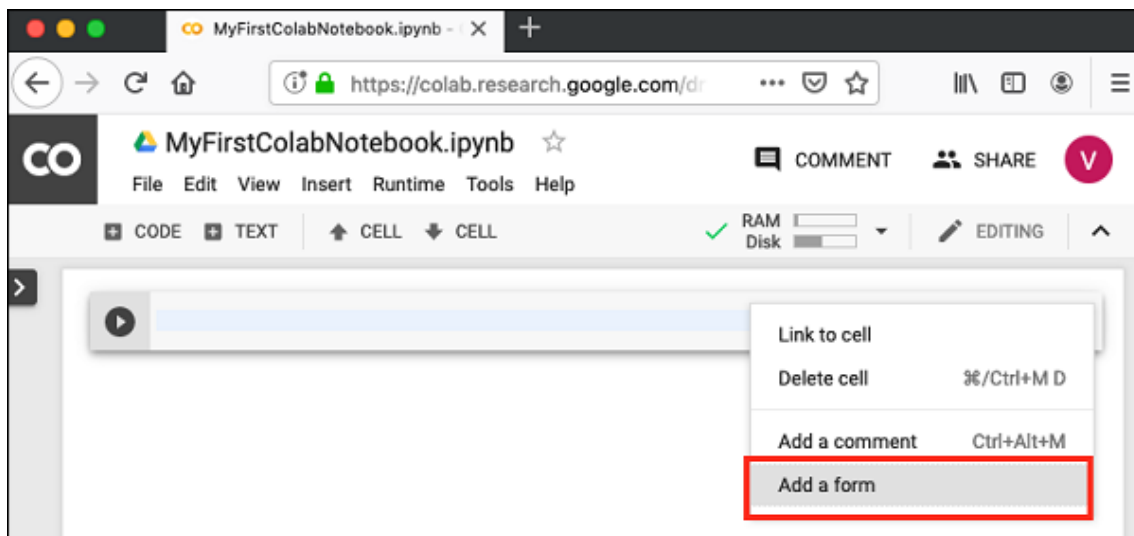 MyFirstColabNotebook.ipynb -
https://colab.research.google.com/dr
CO MyFirstColabNotebook.ipynb COMMENT SHARE V
File Edit View Insert Runtime Tools Help
CODE TEXT CELL CELL RAM Disk EDITING
Link to cell
Delete cell ⌘/Ctrl+M D
Add a comment Ctrl+Alt+M
Add a form